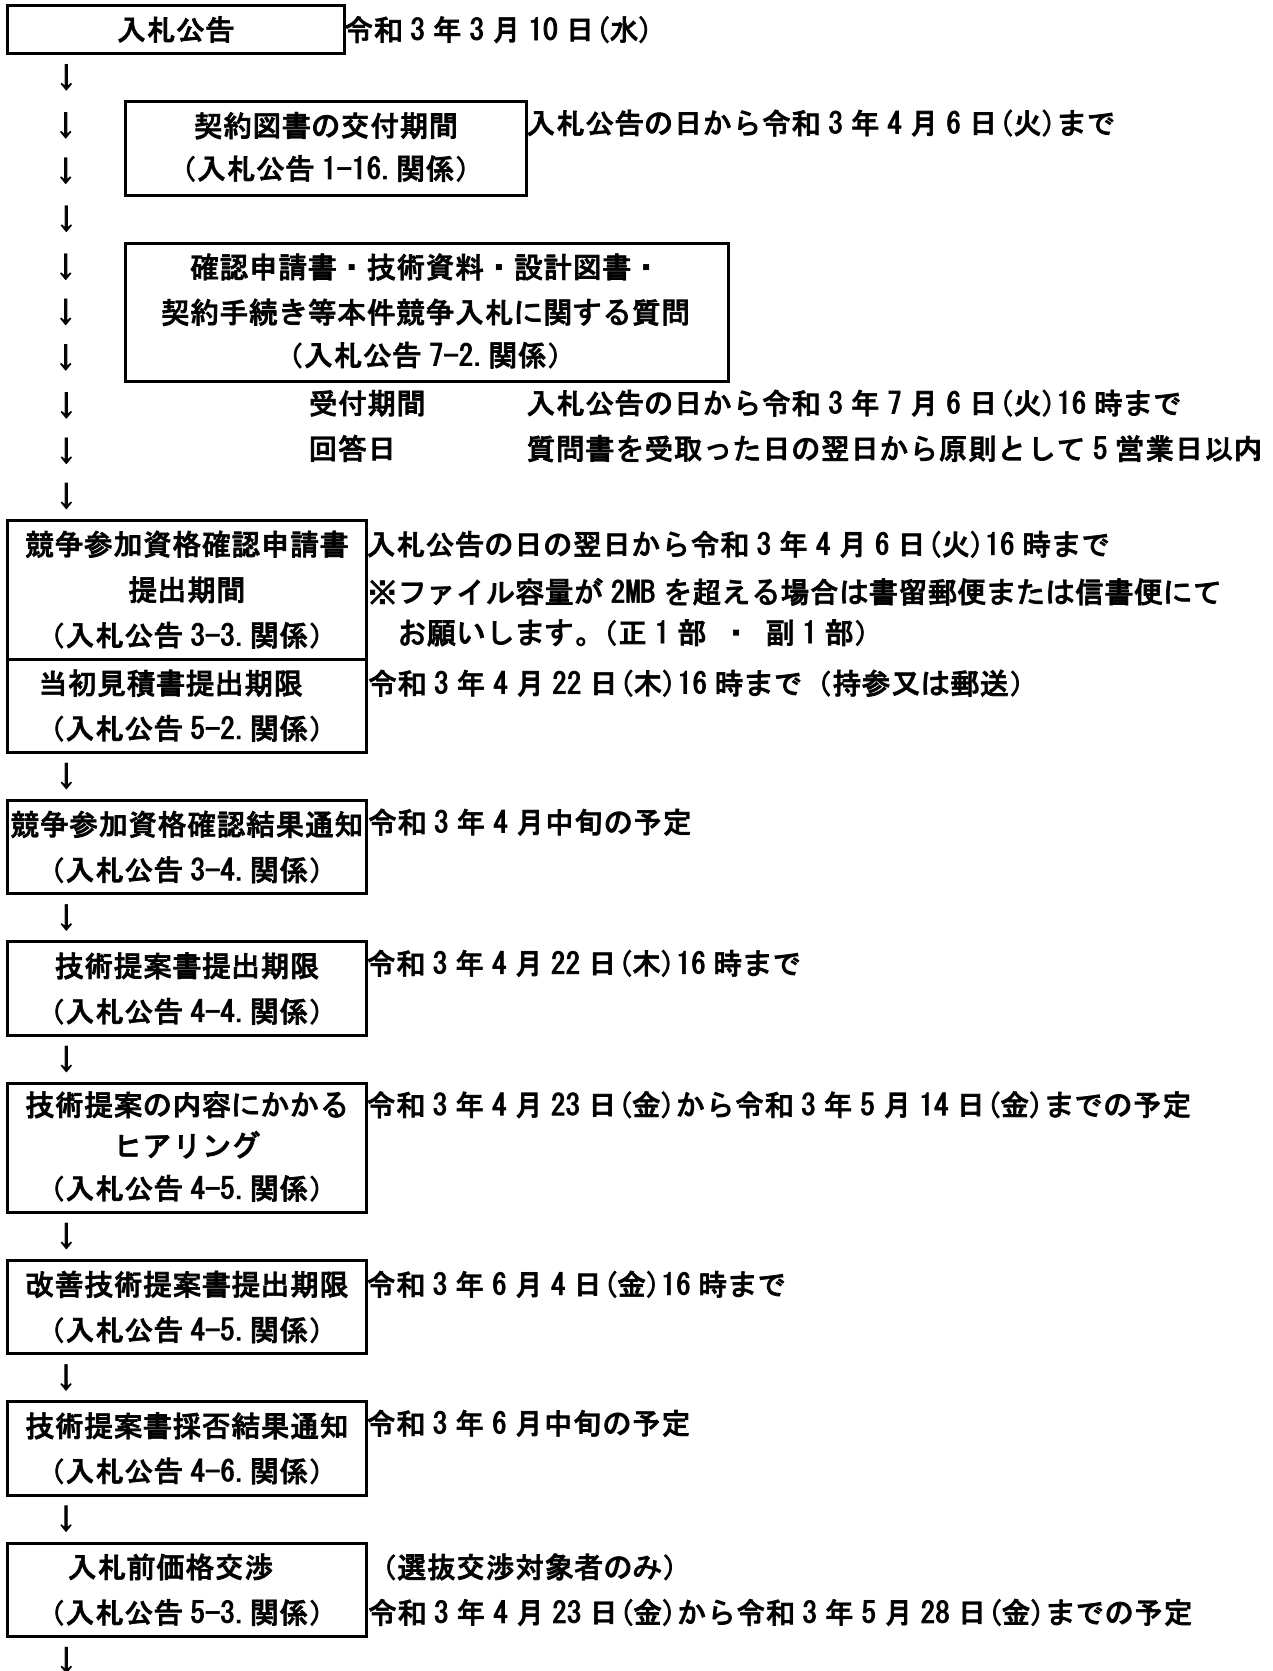 入札公告 令和3年3月10日(水)
↓
↓ 契約図書の交付期間 入札公告の日から令和3年4月6日(火)まで
↓ （入札公告1-16.関係）
↓
↓ 確認申請書・技術資料・設計図書・
↓ 契約手続き等本件競争入札に関する質問
↓ （入札公告7-2.関係）
↓ 受付期間 入札公告の日から令和3年7月6日(火)16時まで
↓ 回答日 質問書を受取った日の翌日から原則として5営業日以内
↓
競争参加資格確認申請書 入札公告の日の翌日から令和3年4月6日(火)16時まで
提出期間 ※ファイル容量が2MBを超える場合は書留郵便または信書便にて
（入札公告3-3.関係） お願いします。（正1部 ・ 副1部）
当初見積書提出期限 令和3年4月22日(木)16時まで（持参又は郵送）
（入札公告5-2.関係）
↓
競争参加資格確認結果通知 令和3年4月中旬の予定
（入札公告3-4.関係）
↓
技術提案書提出期限 令和3年4月22日(木)16時まで
（入札公告4-4.関係）
↓
技術提案の内容にかかる 令和3年4月23日(金)から令和3年5月14日(金)までの予定
ヒアリング
（入札公告4-5.関係）
↓
改善技術提案書提出期限 令和3年6月4日(金)16時まで
（入札公告4-5.関係）
↓
技術提案書採否結果通知 令和3年6月中旬の予定
（入札公告4-6.関係）
↓
入札前価格交渉 （選抜交渉対象者のみ）
（入札公告5-3.関係） 令和3年4月23日(金)から令和3年5月28日(金)までの予定
↓